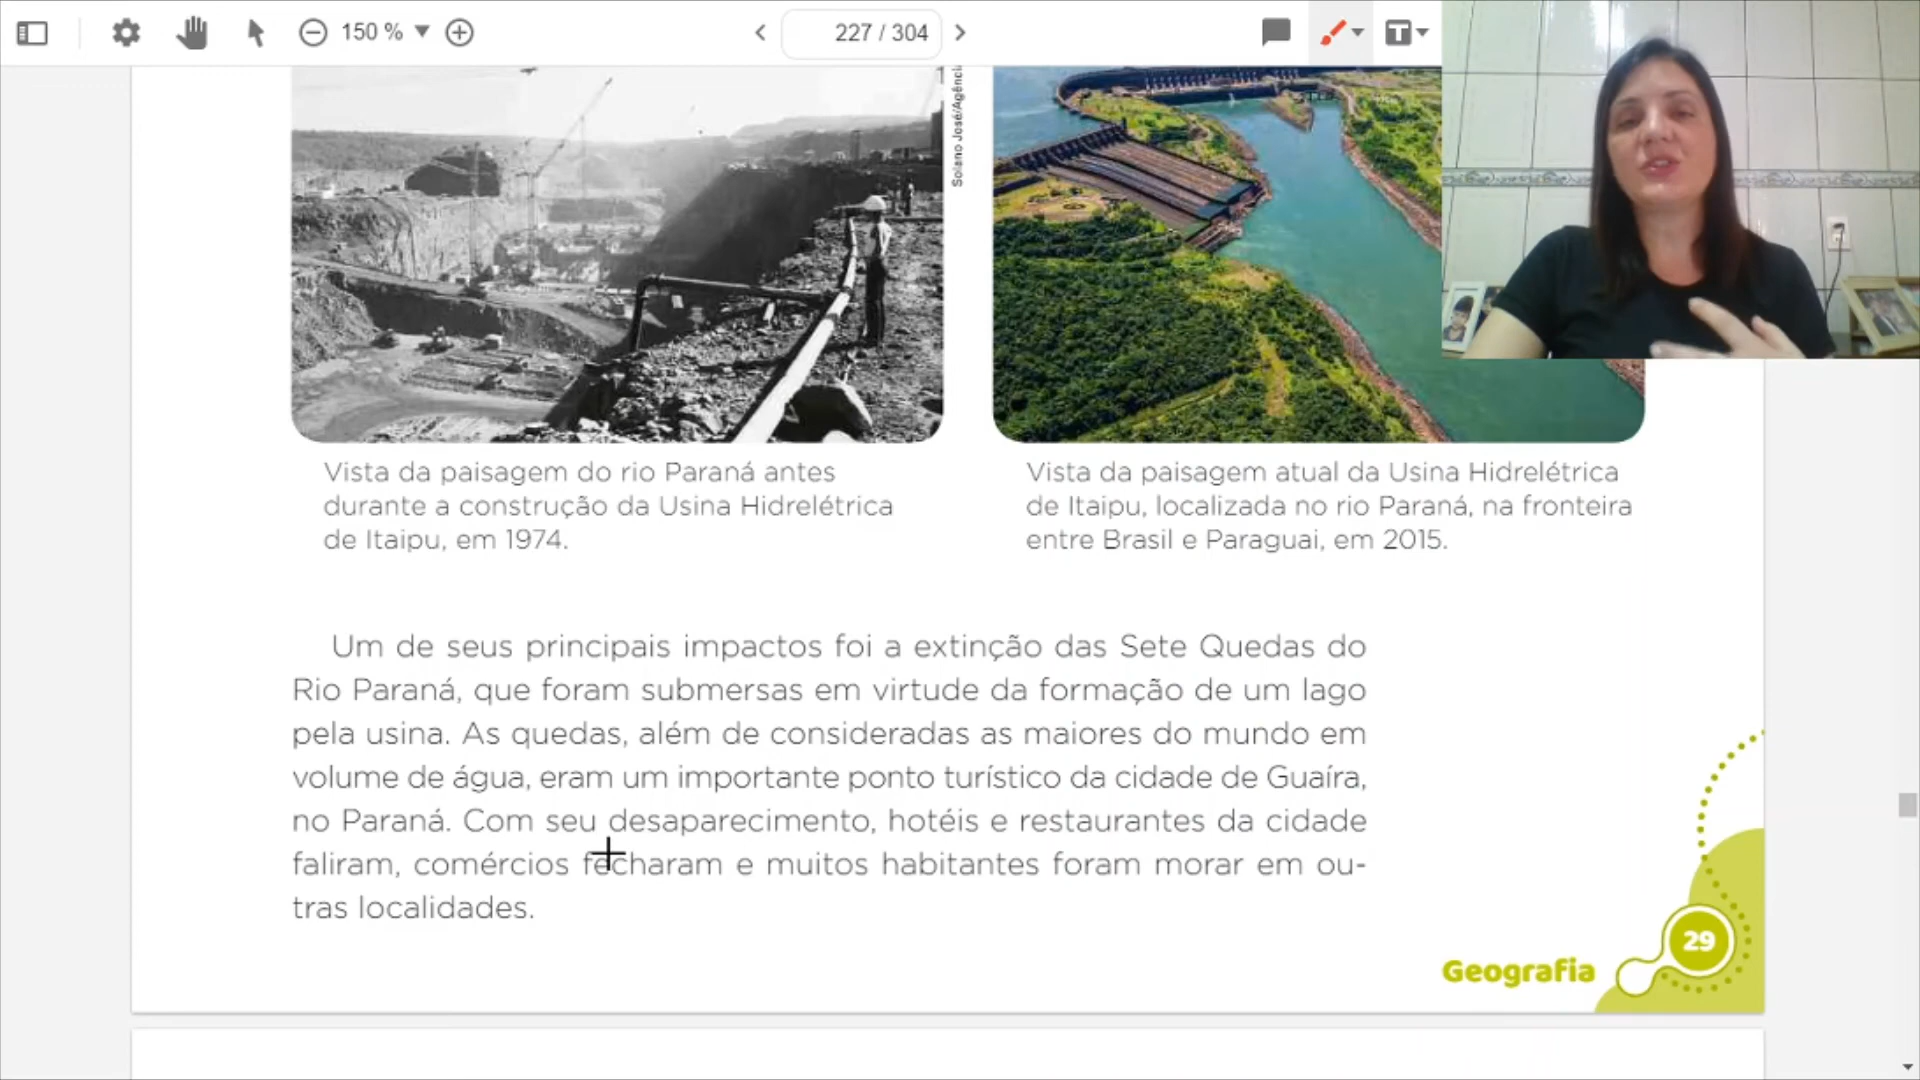 150 %
227 / 304
Solano José/Agência
Vista da paisagem do rio Paraná antes
durante a construção da Usina Hidrelétrica
de Itaipu, em 1974.
Vista da paisagem atual da Usina Hidrelétrica
de Itaipu, localizada no rio Paraná, na fronteira
entre Brasil e Paraguai, em 2015.
Um de seus principais impactos foi a extinção das Sete Quedas do
Rio Paraná, que foram submersas em virtude da formação de um lago
pela usina. As quedas, além de consideradas as maiores do mundo em
volume de água, eram um importante ponto turístico da cidade de Guaíra,
no Paraná. Com seu desaparecimento, hotéis e restaurantes da cidade
faliram, comércios fecharam e muitos habitantes foram morar em ou-
tras localidades.
29
Geografia